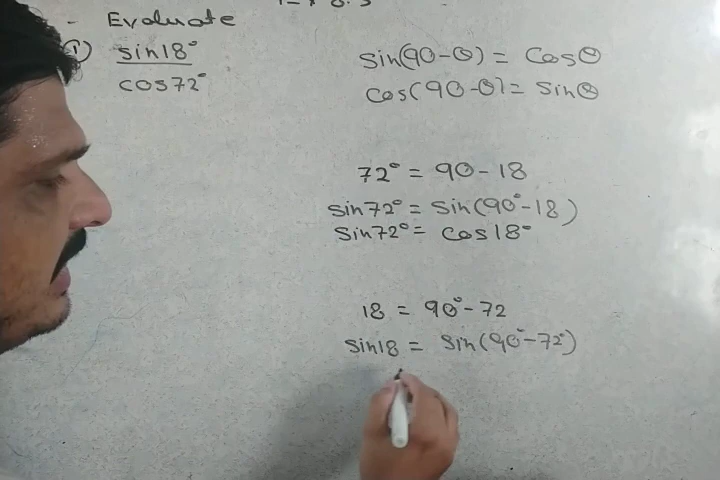 - Evaluate
① sin18°
cos72°
sin(90-θ) = cosθ
cos(90-θ) = sinθ
72° = 90-18
sin72° = sin(90°-18)
sin72° = cos18°
18 = 90°-72
sin18 = sin(90°-72°)